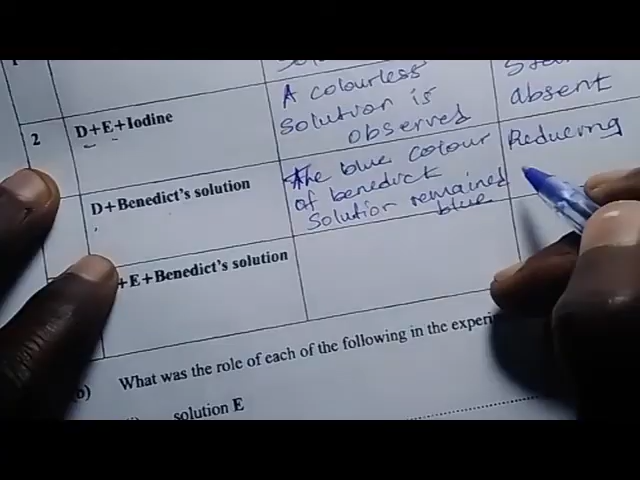 A colourless
solution is
observed
absent
2
D+E+Iodine
The blue colour
of benedict
Solution remained
blue
Reducing
D+Benedict's solution
+E+Benedict's solution
b) What was the role of each of the following in the experi
solution E